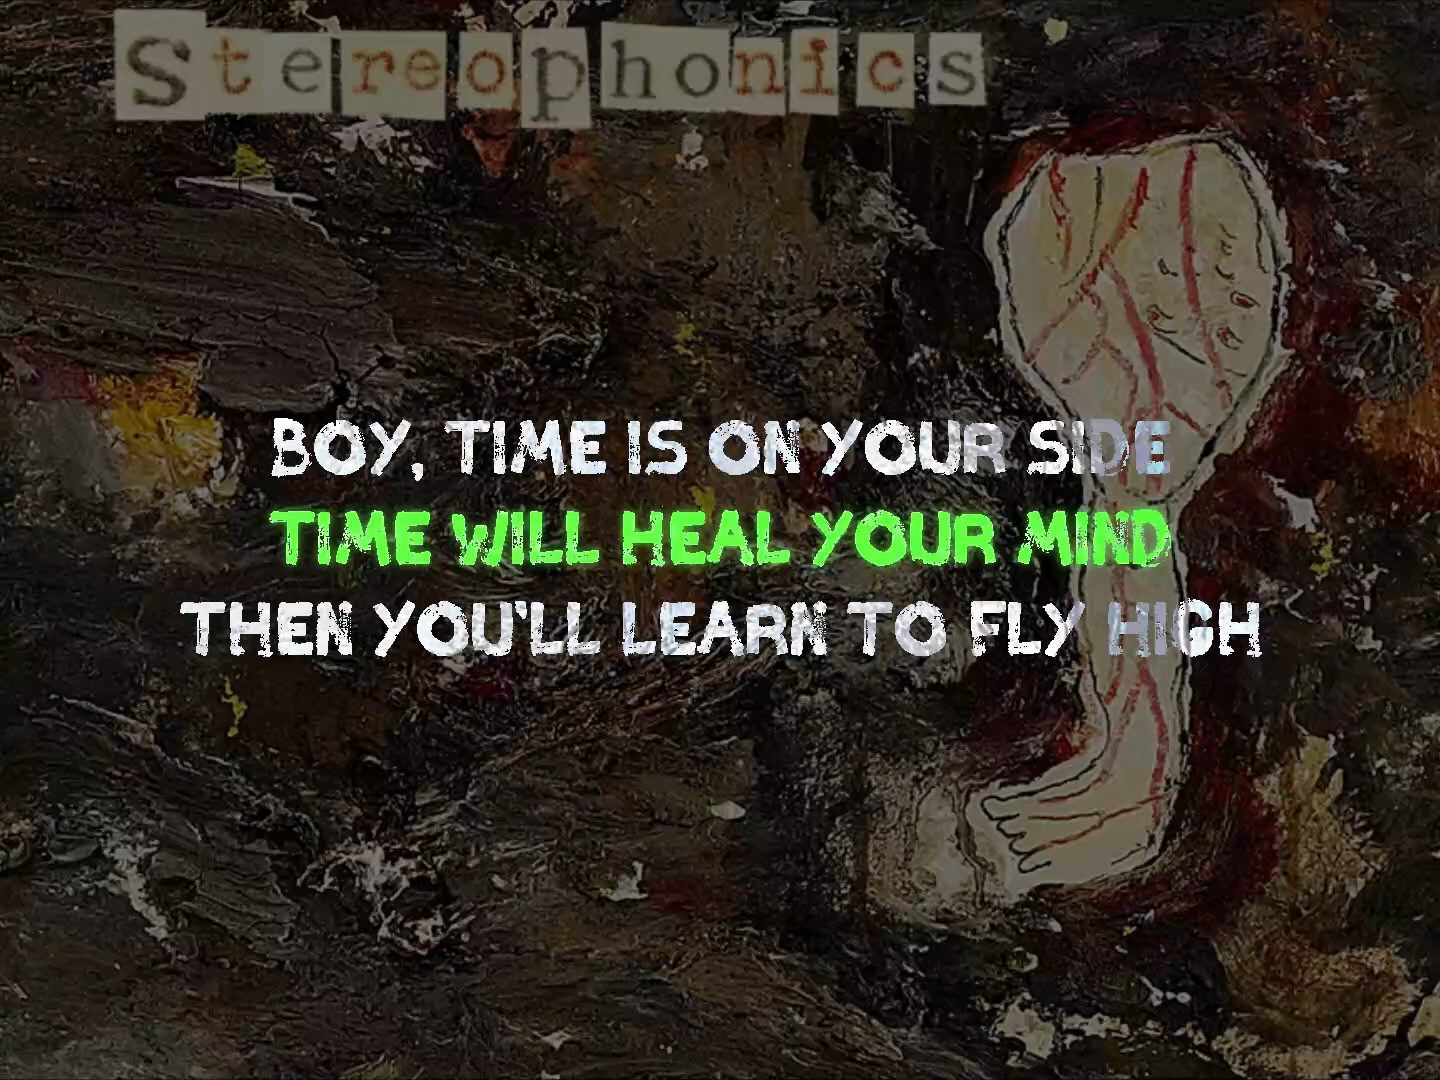 Stereophonics
BOY, TIME IS ON YOUR SIDE
TIME WILL HEAL YOUR MIND
THEN YOU'LL LEARN TO FLY HIGH